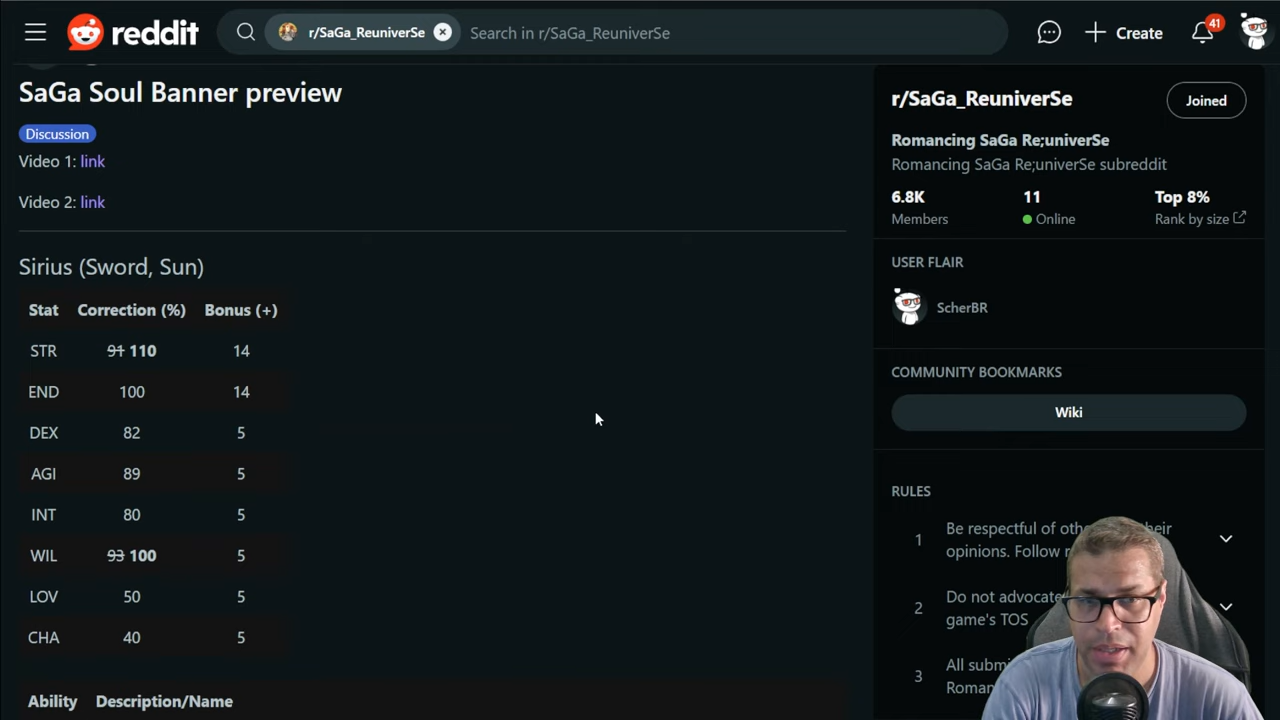 reddit
r/SaGa_ReuniverSe
Search in r/SaGa_ReuniverSe
Create
41
SaGa Soul Banner preview
Discussion
Video 1: link
Video 2: link
Sirius (Sword, Sun)
Stat Correction (%) Bonus (+)
STR 91 110 14
END 100 14
DEX 82 5
AGI 89 5
INT 80 5
WIL 93 100 5
LOV 50 5
CHA 40 5
Ability Description/Name
r/SaGa_ReuniverSe
Joined
Romancing SaGa Re;univerSe
Romancing SaGa Re;univerSe subreddit
6.8K 11 Top 8%
Members Online Rank by size
USER FLAIR
ScherBR
COMMUNITY BOOKMARKS
Wiki
RULES
1 Be respectful of heir
opinions. Follow
2 Do not advocate
game's TOS
3 All